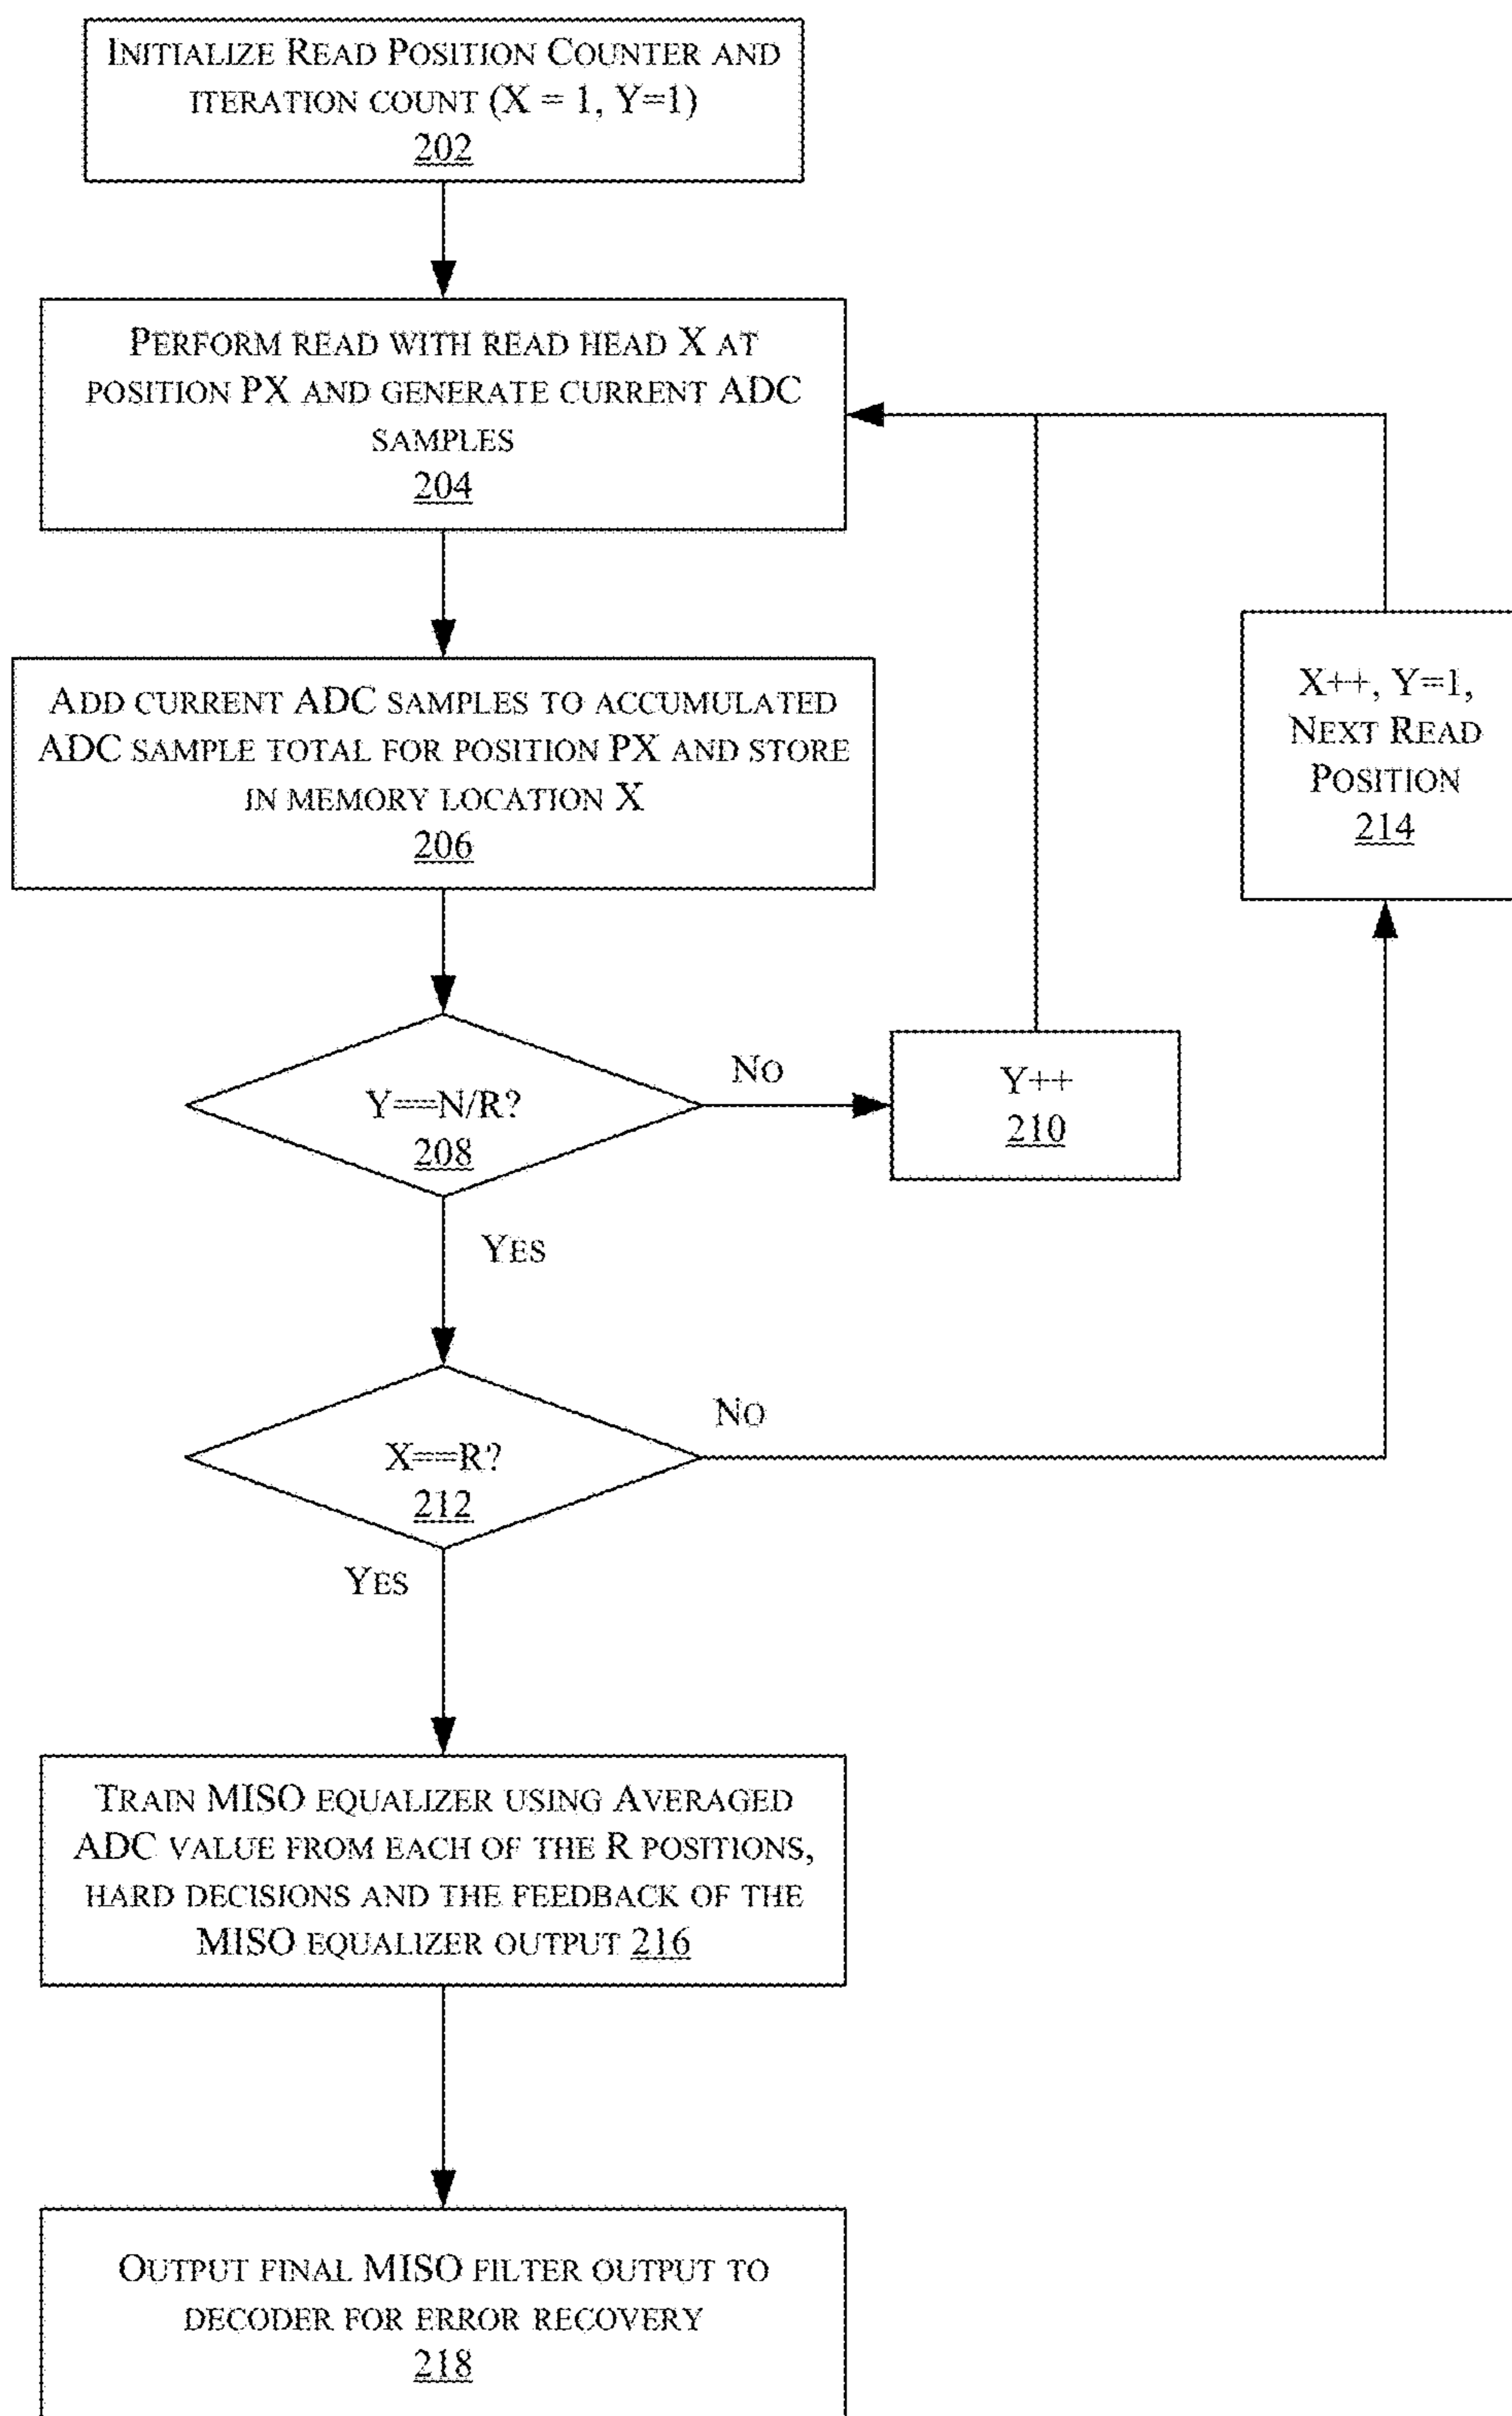 Initialize Read Position Counter and
iteration count (X = 1, Y=1)
202
Perform read with read head X at
position PX and generate current ADC
samples
204
Add current ADC samples to accumulated
ADC sample total for position PX and store
in memory location X
206
X++, Y=1,
Next Read
Position
214
Y==N/R?
208
No
Y++
210
Yes
X==R?
212
No
Yes
Train MISO equalizer using Averaged
ADC value from each of the R positions,
hard decisions and the feedback of the
MISO equalizer output 216
Output final MISO filter output to
decoder for error recovery
218